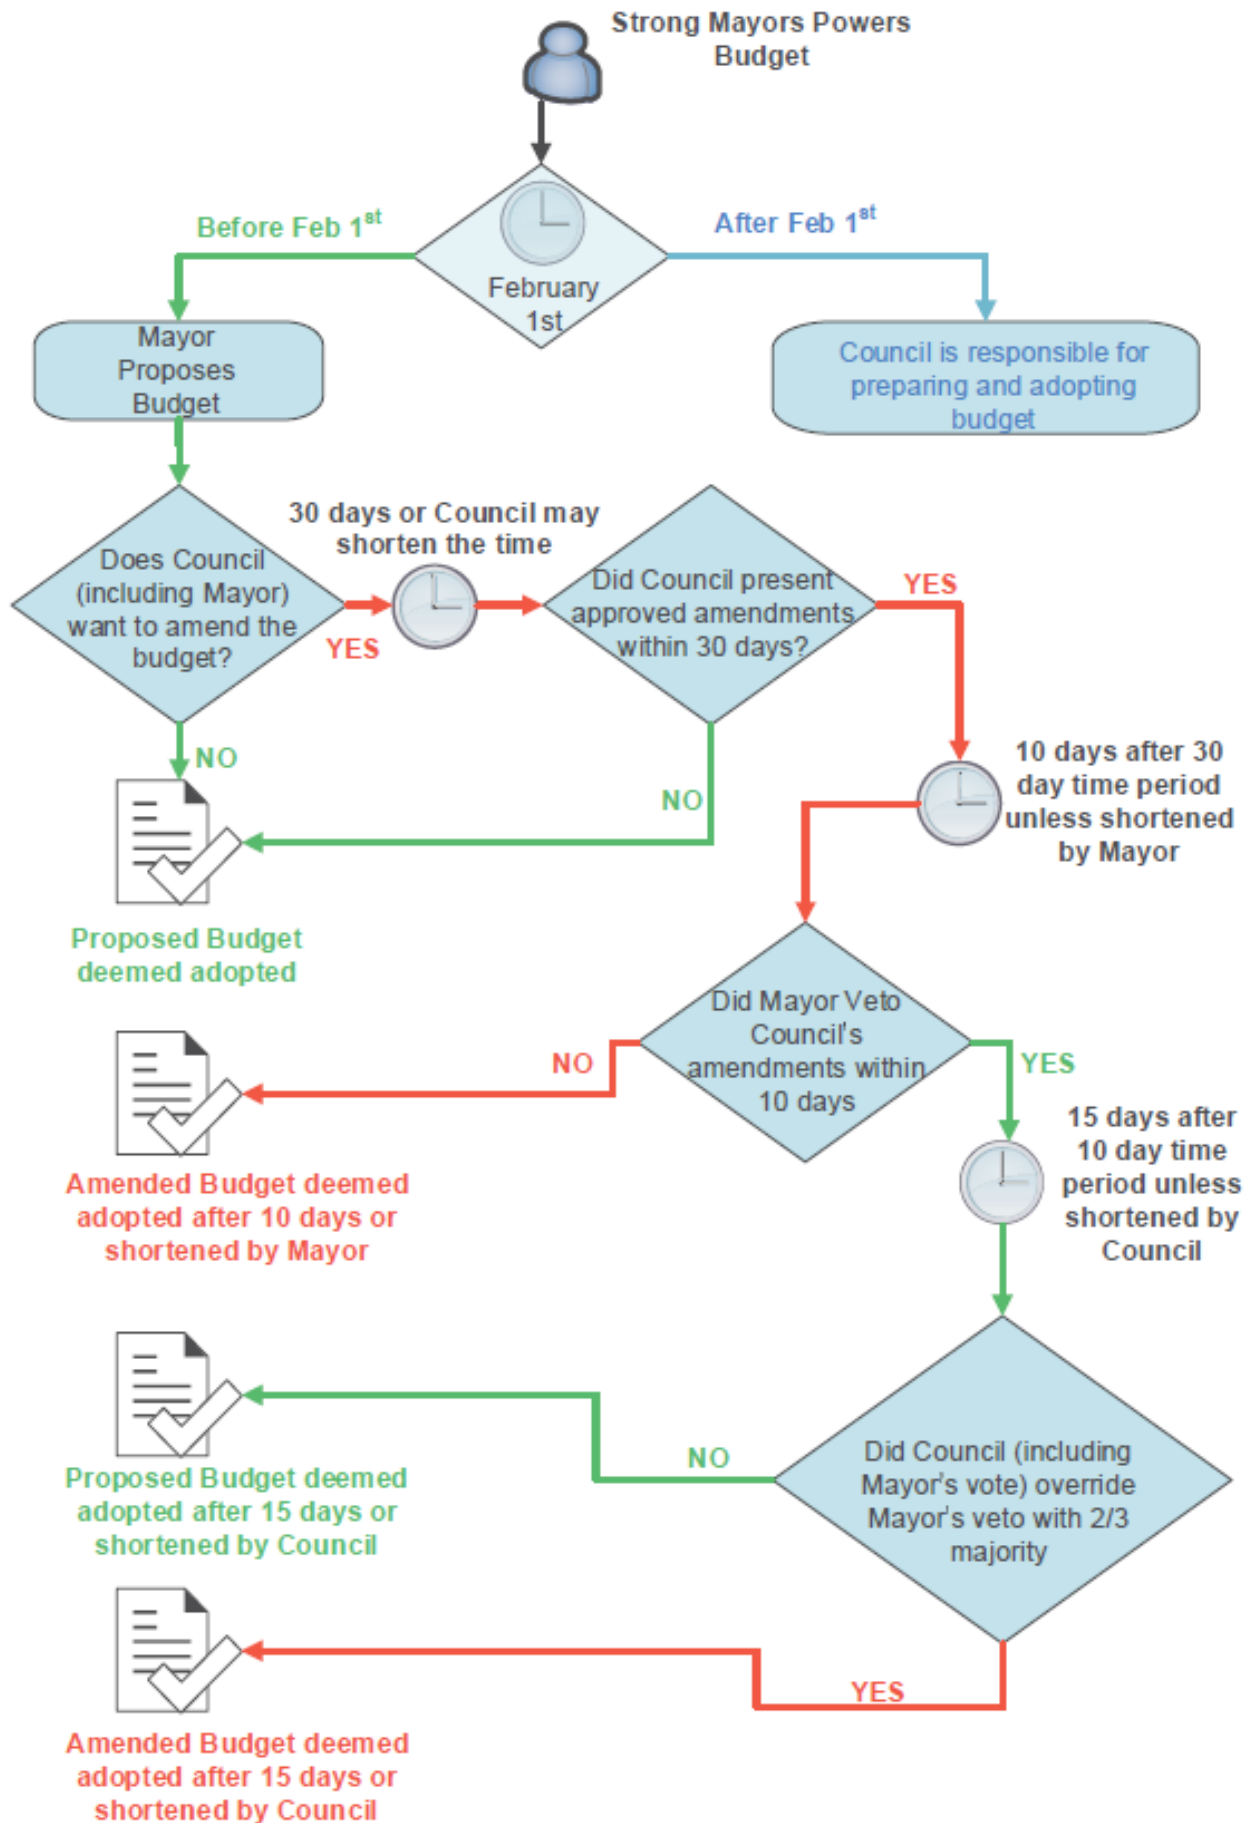 Strong Mayors Powers
Budget
Before Feb 1st
After Feb 1st
February
1st
Mayor
Proposes
Budget
Council is responsible for
preparing and adopting
budget
30 days or Council may
shorten the time
Does Council
(including Mayor)
want to amend the
budget?
YES
Did Council present
approved amendments
within 30 days?
YES
NO
NO
10 days after 30
day time period
unless shortened
by Mayor
Proposed Budget
deemed adopted
Did Mayor Veto
Council's
amendments within
10 days
NO
YES
15 days after
10 day time
period unless
shortened by
Council
Amended Budget deemed
adopted after 10 days or
shortened by Mayor
Did Council (including
Mayor's vote) override
Mayor's veto with 2/3
majority
NO
Proposed Budget deemed
adopted after 15 days or
shortened by Council
YES
Amended Budget deemed
adopted after 15 days or
shortened by Council